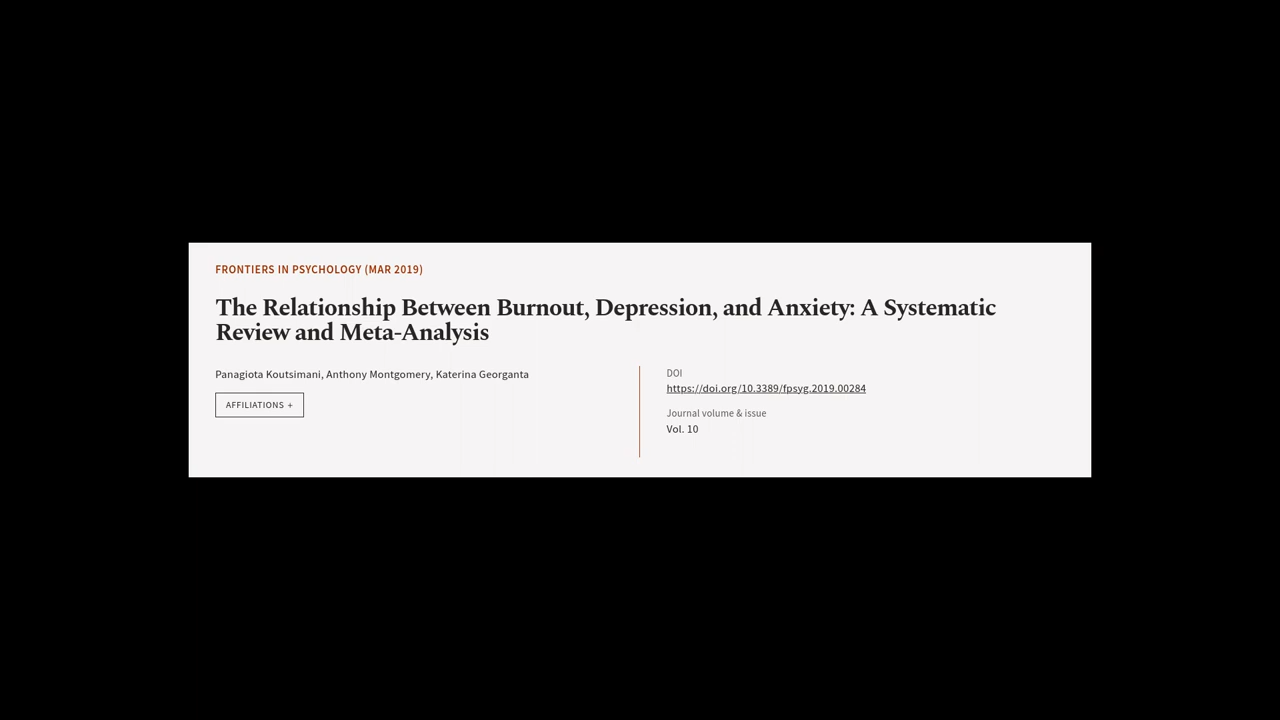 FRONTIERS IN PSYCHOLOGY (MAR 2019)
The Relationship Between Burnout, Depression, and Anxiety: A Systematic
Review and Meta-Analysis
Panagiota Koutsimani, Anthony Montgomery, Katerina Georganta
AFFILIATIONS +
DOI
https://doi.org/10.3389/fpsyg.2019.00284
Journal volume & issue
Vol. 10